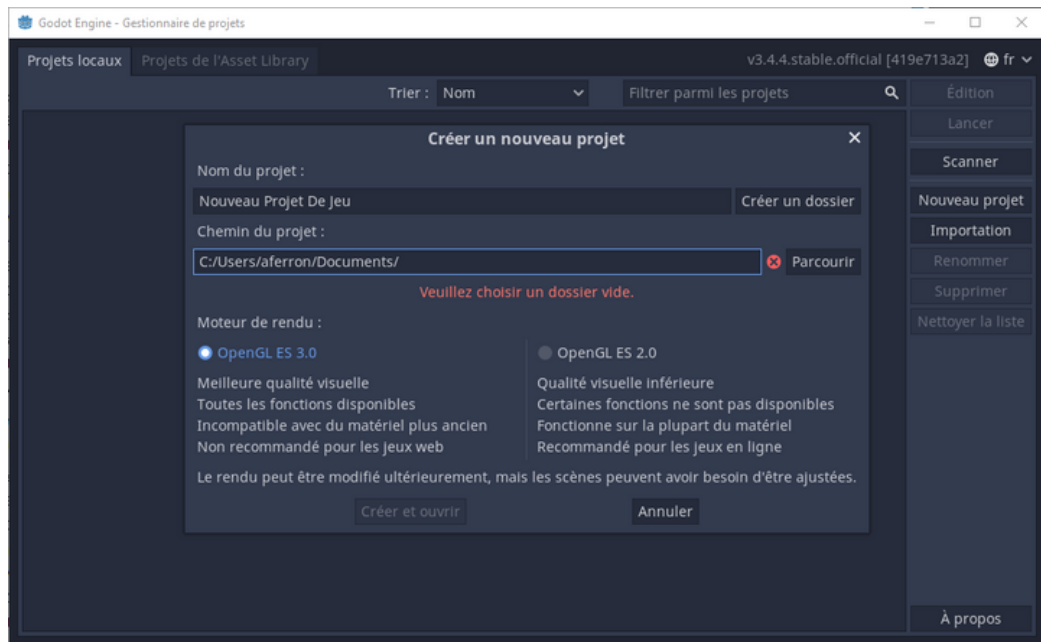 Godot Engine - Gestionnaire de projets
Projets locaux Projets de l'Asset Library v3.4.4.stable.official [419e713a2] fr
Trier : Nom Filtrer parmi les projets Édition
Lancer
Créer un nouveau projet
Scanner
Nom du projet :
Nouveau Projet De Jeu Créer un dossier Nouveau projet
Chemin du projet : Importation
C:/Users/aferron/Documents/ Parcourir Renommer
Veuillez choisir un dossier vide. Supprimer
Moteur de rendu : Nettoyer la liste
OpenGL ES 3.0 OpenGL ES 2.0
Meilleure qualité visuelle Qualité visuelle inférieure
Toutes les fonctions disponibles Certaines fonctions ne sont pas disponibles
Incompatible avec du matériel plus ancien Fonctionne sur la plupart du matériel
Non recommandé pour les jeux web Recommandé pour les jeux en ligne
Le rendu peut être modifié ultérieurement, mais les scènes peuvent avoir besoin d'être ajustées.
Créer et ouvrir Annuler
À propos